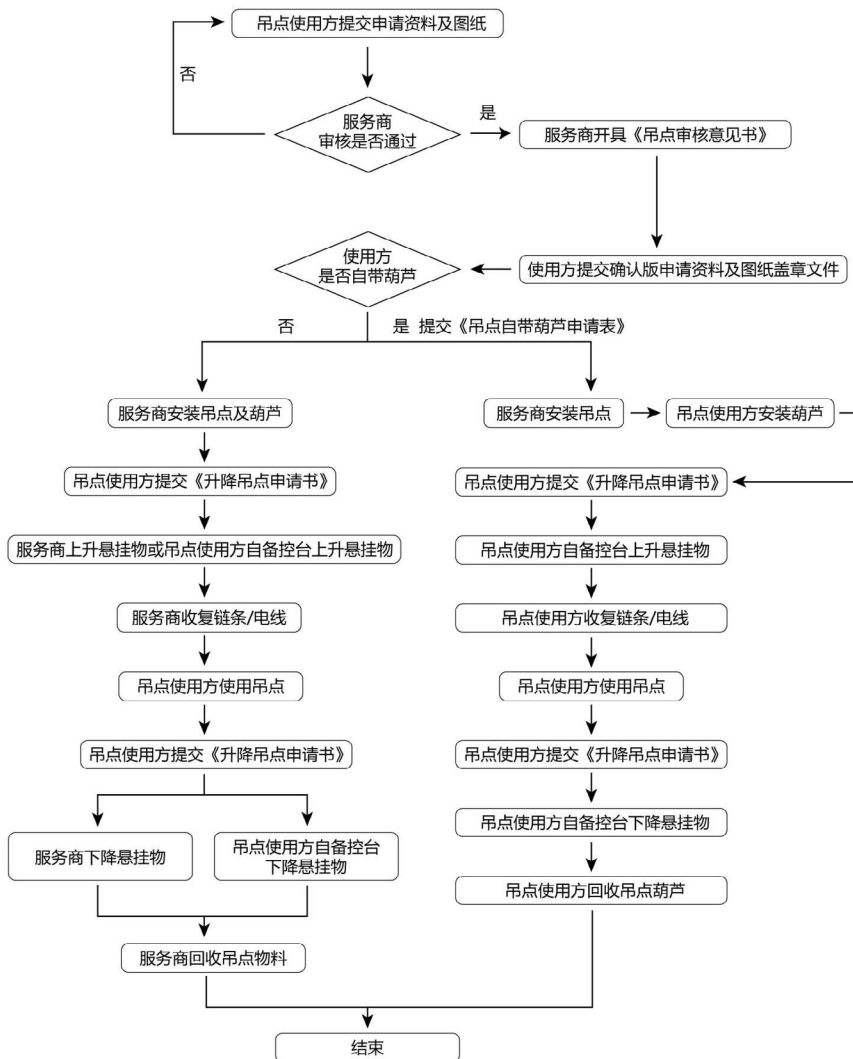 吊点使用方提交申请资料及图纸
否
服务商
审核是否通过
是
服务商开具《吊点审核意见书》
使用方
是否自带葫芦
使用方提交确认版申请资料及图纸盖章文件
否
是 提交《吊点自带葫芦申请表》
服务商安装吊点及葫芦
服务商安装吊点
吊点使用方安装葫芦
吊点使用方提交《升降吊点申请书》
吊点使用方提交《升降吊点申请书》
服务商上升悬挂物或吊点使用方自备控台上升悬挂物
吊点使用方自备控台上升悬挂物
服务商收复链条/电线
吊点使用方收复链条/电线
吊点使用方使用吊点
吊点使用方使用吊点
吊点使用方提交《升降吊点申请书》
吊点使用方提交《升降吊点申请书》
服务商下降悬挂物
吊点使用方自备控台
下降悬挂物
吊点使用方自备控台下降悬挂物
吊点使用方回收吊点葫芦
服务商回收吊点物料
结束